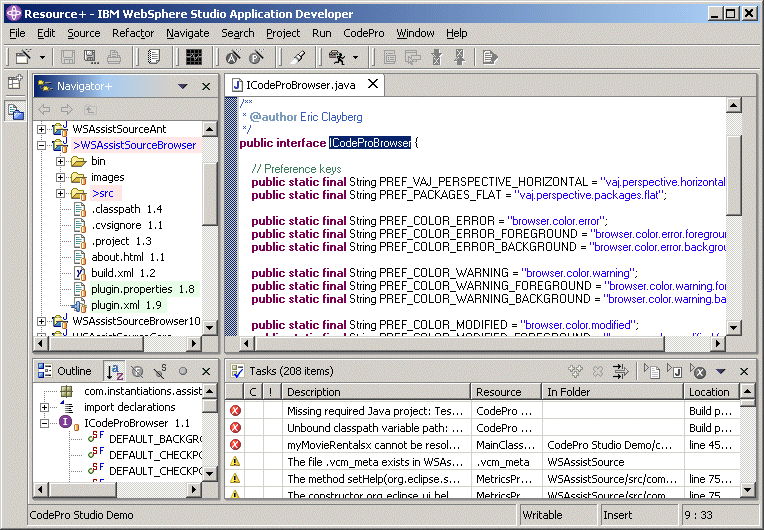 Resource+ - IBM WebSphere Studio Application Developer
File Edit Source Refactor Navigate Search Project Run CodePro Window Help
Navigator+
WSAssistSourceAnt
>WSAssistSourceBrowser
bin
images
>src
.classpath 1.4
.cvsignore 1.1
.project 1.3
about.html 1.1
build.xml 1.2
plugin.properties 1.8
plugin.xml 1.9
WSAssistSourceBrowser10
ICodeProBrowser.java
/**
* @author Eric Clayberg
*/
public interface ICodeProBrowser {
// Preference keys
public static final String PREF_VAJ_PERSPECTIVE_HORIZONTAL = "vaj.perspective.horizontal
public static final String PREF_PACKAGES_FLAT = "vaj.perspective.packages.flat";
public static final String PREF_COLOR_ERROR = "browser.color.error";
public static final String PREF_COLOR_ERROR_FOREGROUND = "browser.color.error.foregroun
public static final String PREF_COLOR_ERROR_BACKGROUND = "browser.color.error.backgrou
public static final String PREF_COLOR_WARNING = "browser.color.warning";
public static final String PREF_COLOR_WARNING_FOREGROUND = "browser.color.warning.for
public static final String PREF_COLOR_WARNING_BACKGROUND = "browser.color.warning.ba
public static final String PREF_COLOR_MODIFIED = "browser.color.modified";
Outline
com.instantiations.assist
import declarations
ICodeProBrowser 1.1
DEFAULT_BACKGR
DEFAULT_CHECKPO
DEFAULT_CHECKPO
Tasks (208 items)
C ! Description Resource In Folder Location
Missing required Java project: Tes... CodePro ... Build p...
Unbound classpath variable path: ... CodePro ... Build p...
myMovieRentalsx cannot be resol... MainClass... CodePro Studio Demo/c... line 45...
The file .vcm_meta exists in WSAs... .vcm_meta WSAssistSource
The method setHelp(org.eclipse.s... MetricsPr... WSAssistSource/src/com... line 75...
The constructor org.eclipse.ui.hel... MetricsPr... WSAssistSource/src/com... line 75...
CodePro Studio Demo Writable Insert 9 : 33